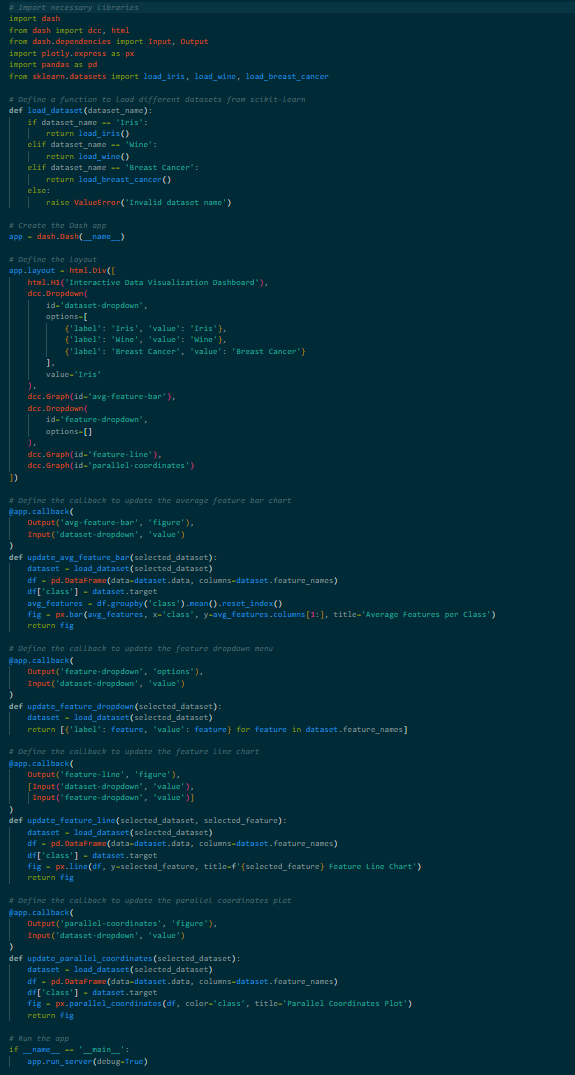 # Import necessary libraries
import dash
from dash import dcc, html
from dash.dependencies import Input, Output
import plotly.express as px
import pandas as pd
from sklearn.datasets import load_iris, load_wine, load_breast_cancer
# Define a function to load different datasets from scikit-learn
def load_dataset(dataset_name):
    if dataset_name == 'Iris':
        return load_iris()
    elif dataset_name == 'Wine':
        return load_wine()
    elif dataset_name == 'Breast Cancer':
        return load_breast_cancer()
    else:
        raise ValueError('Invalid dataset name')
# Create the Dash app
app = dash.Dash(__name__)
# Define the layout
app.layout = html.Div([
    html.H1('Interactive Data Visualization Dashboard'),
    dcc.Dropdown(
        id='dataset-dropdown',
        options=[
            {'label': 'Iris', 'value': 'Iris'},
            {'label': 'Wine', 'value': 'Wine'},
            {'label': 'Breast Cancer', 'value': 'Breast Cancer'}
        ],
        value='Iris'
    ),
    dcc.Graph(id='avg-feature-bar'),
    dcc.Dropdown(
        id='feature-dropdown',
        options=[]
    ),
    dcc.Graph(id='feature-line'),
    dcc.Graph(id='parallel-coordinates')
])
# Define the callback to update the average feature bar chart
@app.callback(
    Output('avg-feature-bar', 'figure'),
    Input('dataset-dropdown', 'value')
)
def update_avg_feature_bar(selected_dataset):
    dataset = load_dataset(selected_dataset)
    df = pd.DataFrame(data=dataset.data, columns=dataset.feature_names)
    df['class'] = dataset.target
    avg_features = df.groupby('class').mean().reset_index()
    fig = px.bar(avg_features, x='class', y=avg_features.columns[1:], title='Average Features per Class')
    return fig
# Define the callback to update the feature dropdown menu
@app.callback(
    Output('feature-dropdown', 'options'),
    Input('dataset-dropdown', 'value')
)
def update_feature_dropdown(selected_dataset):
    dataset = load_dataset(selected_dataset)
    return [{'label': feature, 'value': feature} for feature in dataset.feature_names]
# Define the callback to update the feature line chart
@app.callback(
    Output('feature-line', 'figure'),
    [Input('dataset-dropdown', 'value'),
     Input('feature-dropdown', 'value')]
)
def update_feature_line(selected_dataset, selected_feature):
    dataset = load_dataset(selected_dataset)
    df = pd.DataFrame(data=dataset.data, columns=dataset.feature_names)
    df['class'] = dataset.target
    fig = px.line(df, y=selected_feature, title=f'{selected_feature} Feature Line Chart')
    return fig
# Define the callback to update the parallel coordinates plot
@app.callback(
    Output('parallel-coordinates', 'figure'),
    Input('dataset-dropdown', 'value')
)
def update_parallel_coordinates(selected_dataset):
    dataset = load_dataset(selected_dataset)
    df = pd.DataFrame(data=dataset.data, columns=dataset.feature_names)
    df['class'] = dataset.target
    fig = px.parallel_coordinates(df, color='class', title='Parallel Coordinates Plot')
    return fig
# Run the app
if __name__ == '__main__':
    app.run_server(debug=True)